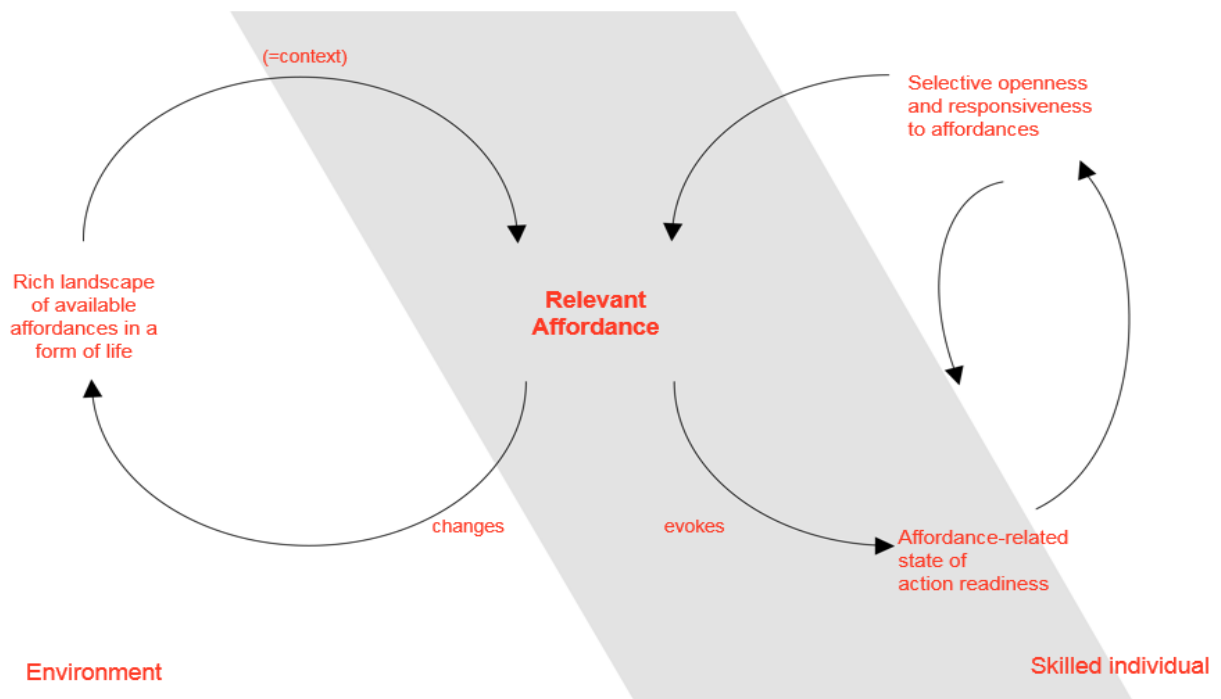 (=context)
Selective openness
and responsiveness
to affordances
Rich landscape
of available
affordances in a
form of life
Relevant
Affordance
changes
evokes
Affordance-related
state of
action readiness
Environment
Skilled individual